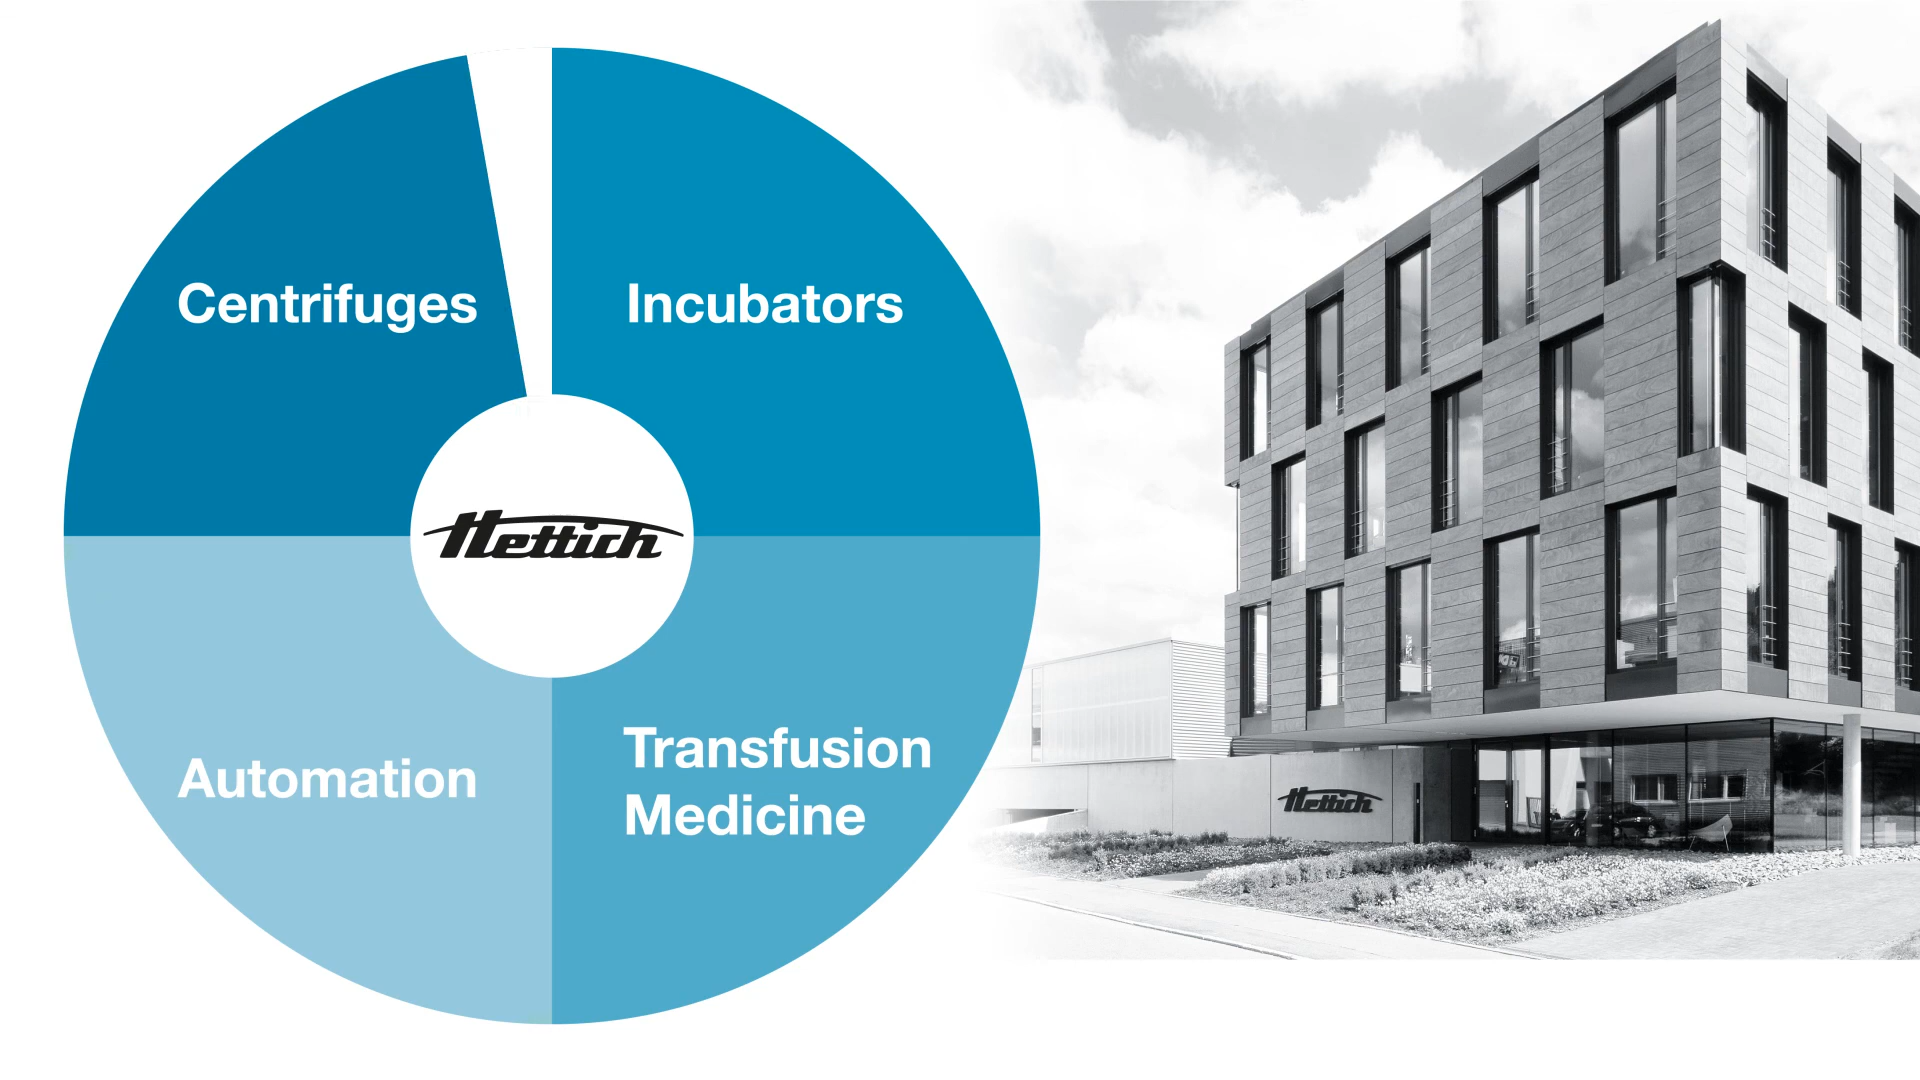 Centrifuges
Incubators
Hettich
Automation
Transfusion
Medicine
Hettich